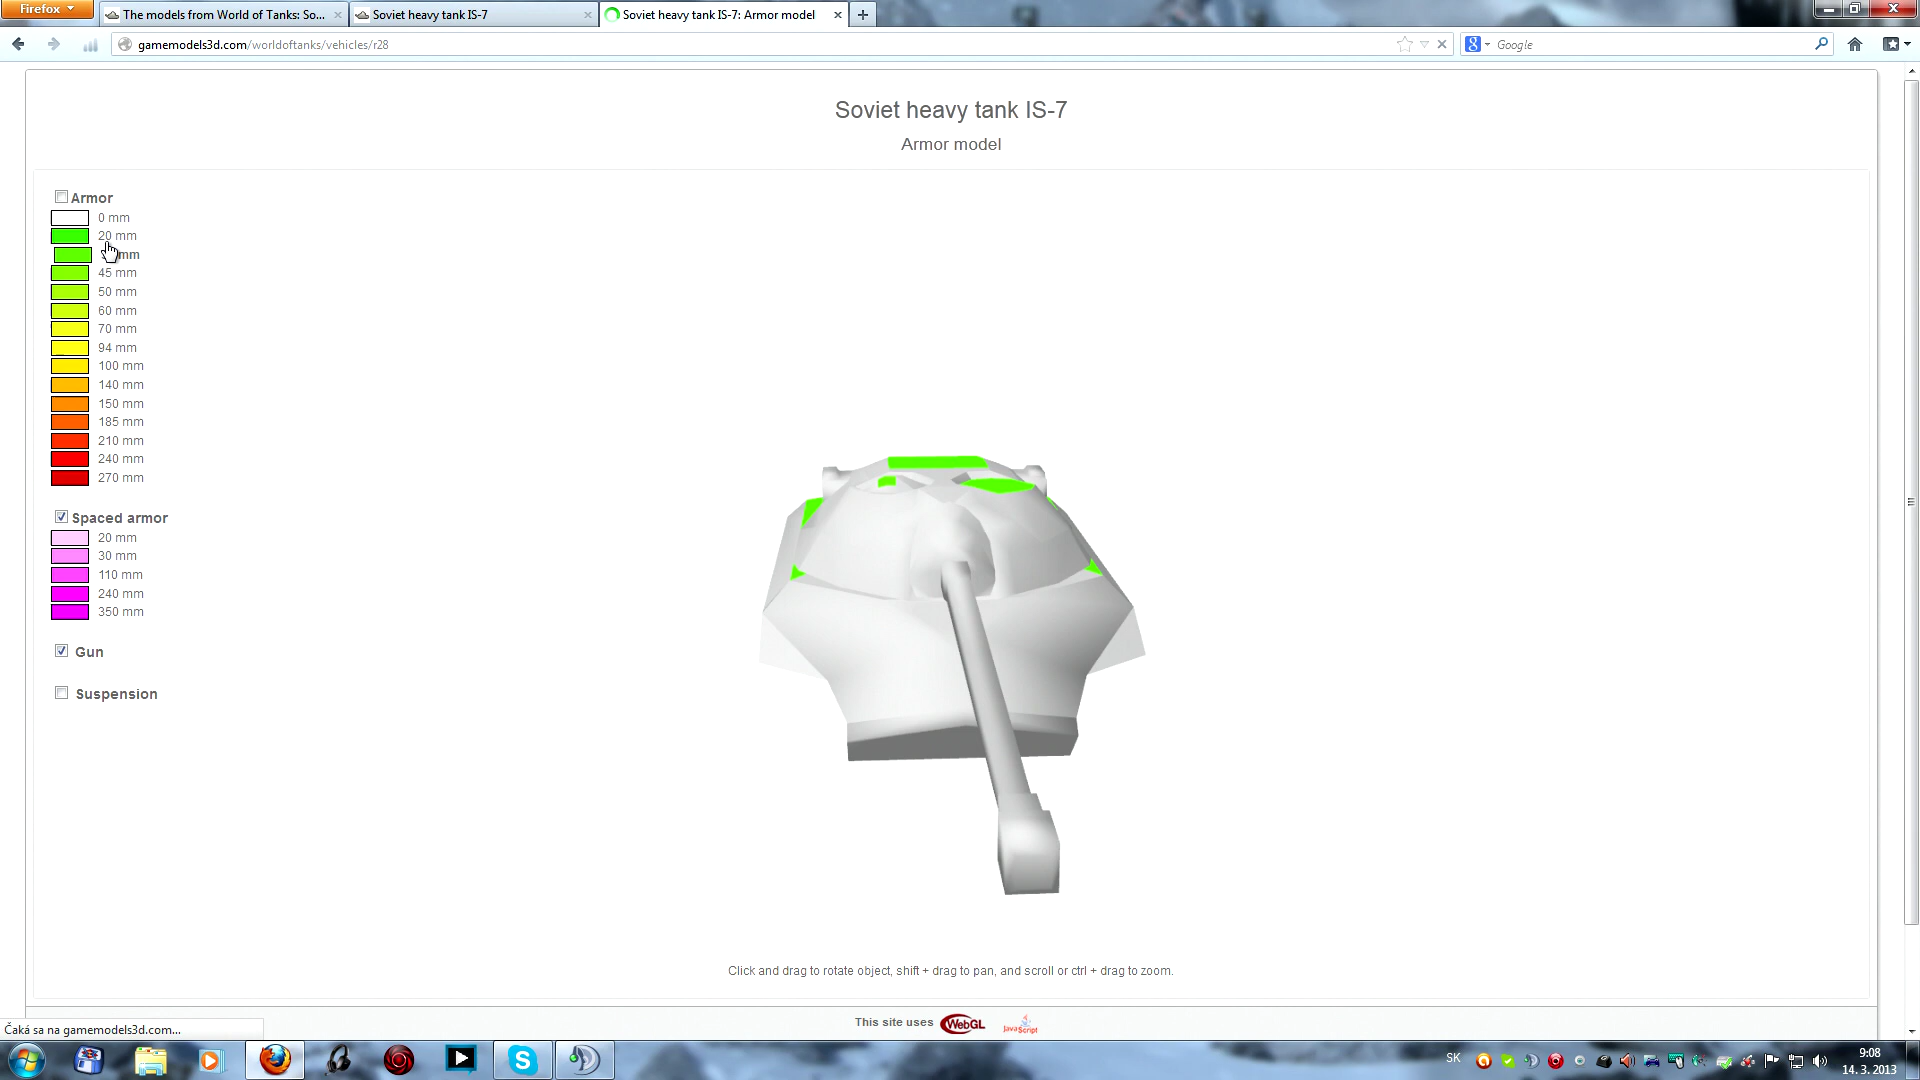 Firefox
The models from World of Tanks: So...
Soviet heavy tank IS-7
Soviet heavy tank IS-7: Armor model
gamemodels3d.com/worldoftanks/vehicles/r28
Google
Soviet heavy tank IS-7
Armor model
Armor
0 mm
20 mm
mm
45 mm
50 mm
60 mm
70 mm
94 mm
100 mm
140 mm
150 mm
185 mm
210 mm
240 mm
270 mm
Spaced armor
20 mm
30 mm
110 mm
240 mm
350 mm
Gun
Suspension
Click and drag to rotate object, shift + drag to pan, and scroll or ctrl + drag to zoom.
This site uses WebGL JavaScript
Čaká sa na gamemodels3d.com...
SK
9:08
14. 3. 2013